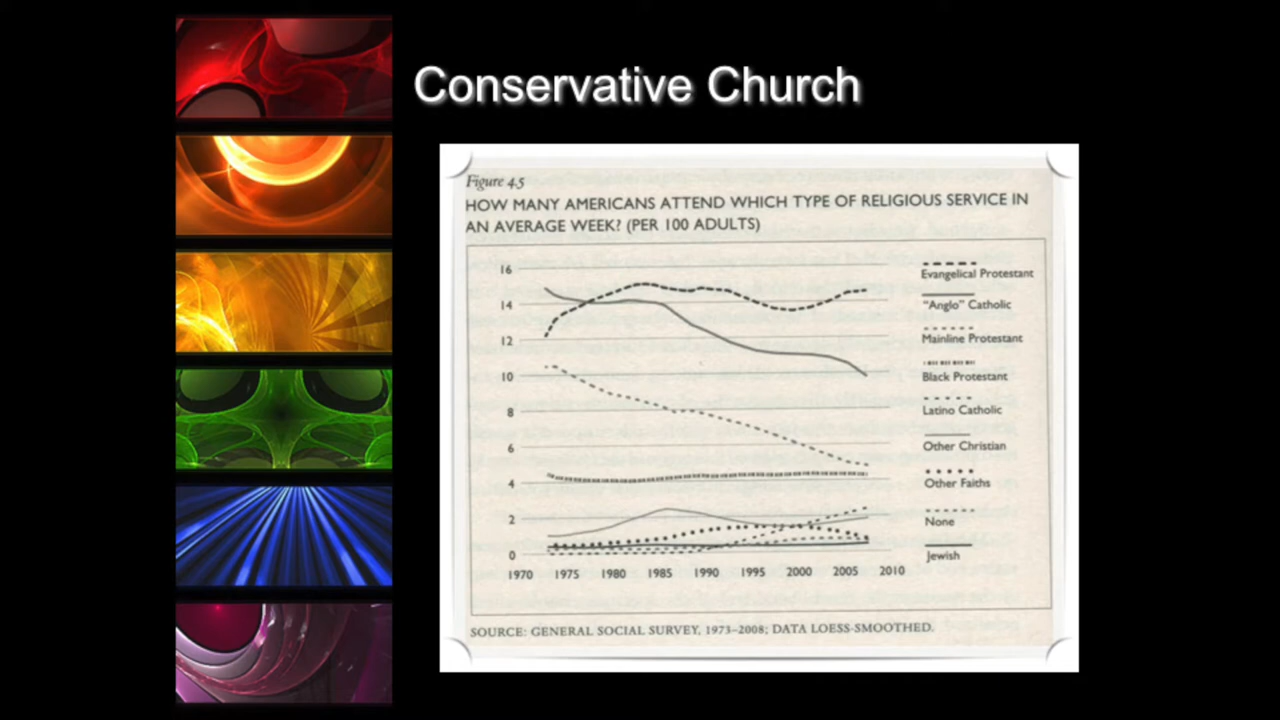 Conservative Church
Figure 4.5
HOW MANY AMERICANS ATTEND WHICH TYPE OF RELIGIOUS SERVICE IN
AN AVERAGE WEEK? (PER 100 ADULTS)
16
14
12
10
8
6
4
2
0
1970 1975 1980 1985 1990 1995 2000 2005 2010
Evangelical Protestant
“Anglo” Catholic
Mainline Protestant
Black Protestant
Latino Catholic
Other Christian
Other Faiths
None
Jewish
SOURCE: GENERAL SOCIAL SURVEY, 1973–2008; DATA LOESS-SMOOTHED.